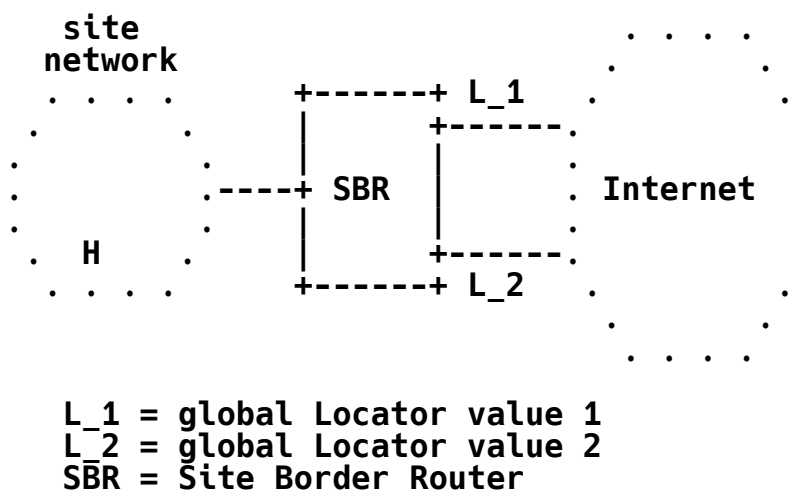 site
network
L_1
SBR
Internet
H
L_2
L_1 = global Locator value 1
L_2 = global Locator value 2
SBR = Site Border Router